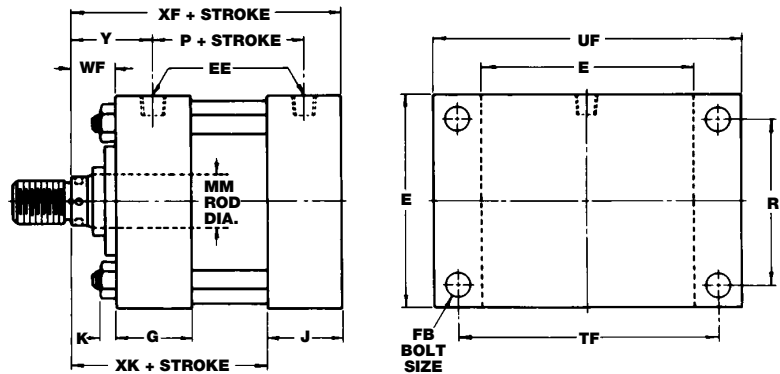 XF + STROKE
Y
P + STROKE
WF
EE
MM
ROD
DIA.
K
G
J
XK + STROKE
UF
E
E
R
FB
BOLT
SIZE
TF